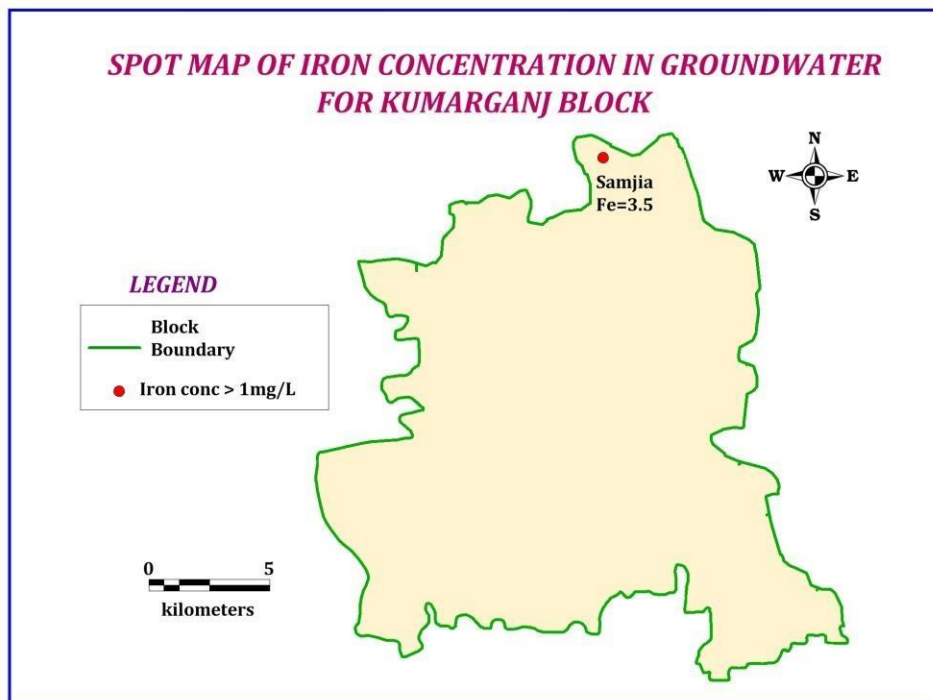 SPOT MAP OF IRON CONCENTRATION IN GROUNDWATER
FOR KUMARGANJ BLOCK
N
W E
S
Samjia
Fe=3.5
LEGEND
Block
Boundary
Iron conc > 1mg/L
0 5
kilometers